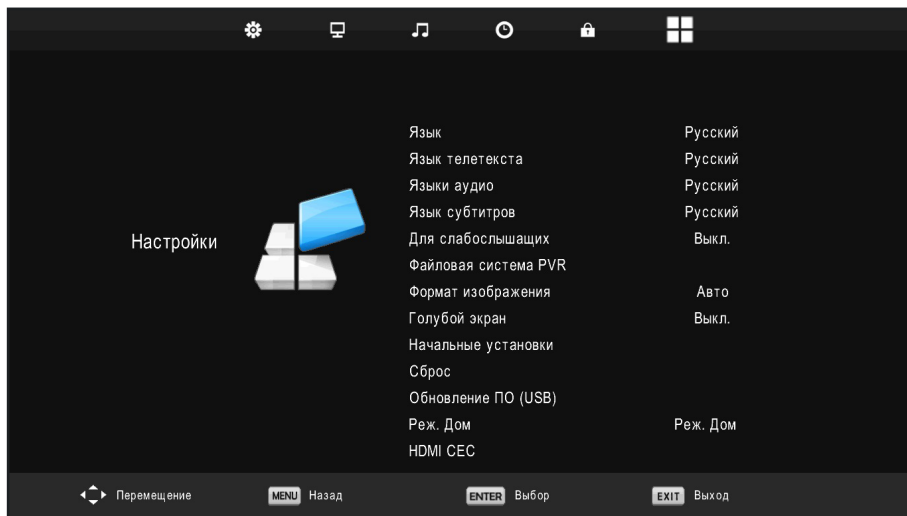 Язык Русский
Язык телетекста Русский
Языки аудио Русский
Язык субтитров Русский
Настройки
Для слабослышащих Выкл.
Файловая система PVR
Формат изображения Авто
Голубой экран Выкл.
Начальные установки
Сброс
Обновление ПО (USB)
Реж. Дом Реж. Дом
HDMI CEC
Перемещение MENU Назад ENTER Выбор EXIT Выход